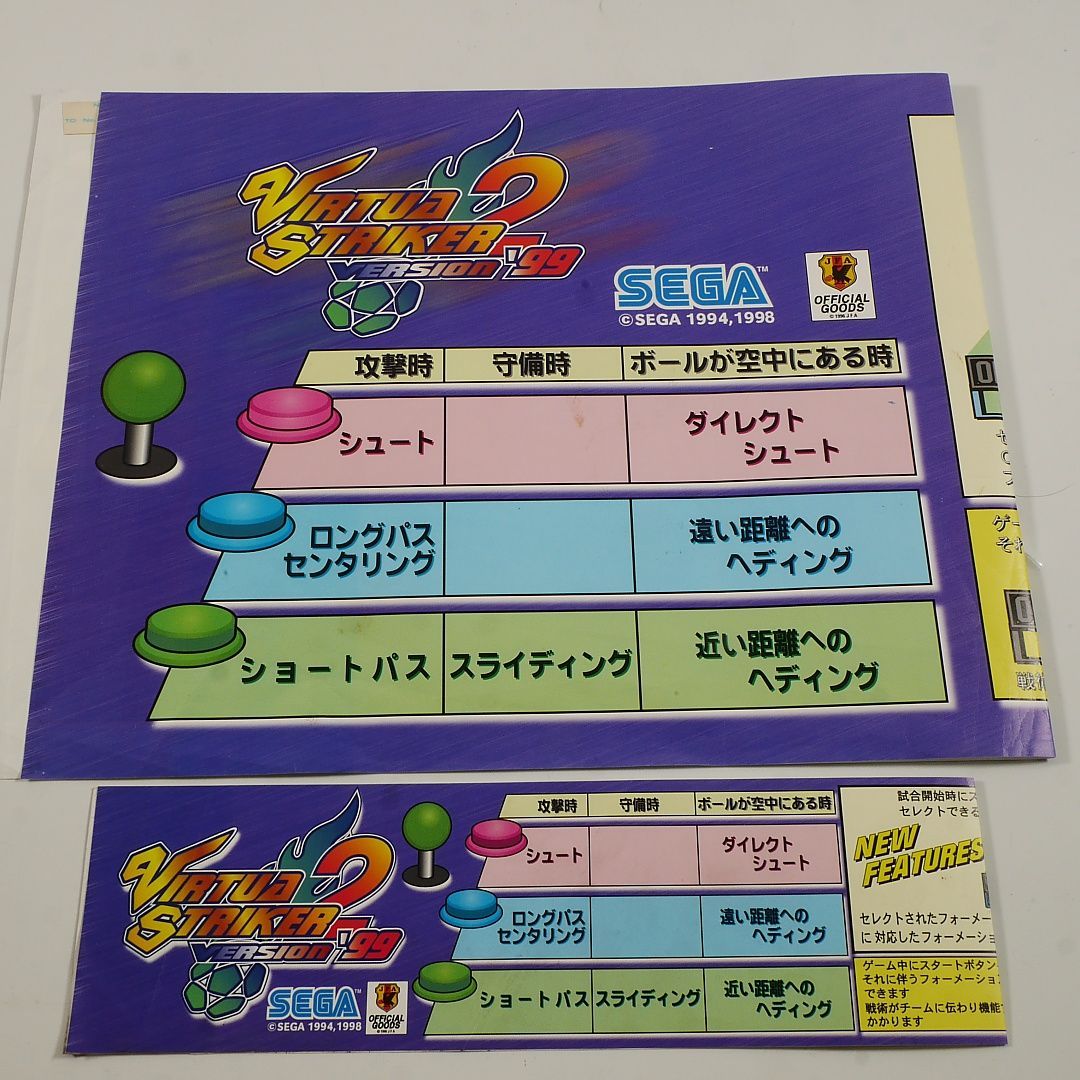 VIRTUA
STRIKER 2
VERSION '99
SEGA™
©SEGA 1994,1998
JFA
OFFICIAL
GOODS
© 1996 JFA
攻撃時 守備時 ボールが空中にある時
シュート ダイレクト
シュート
ロングパス
センタリング
遠い距離への
ヘディング
ショートパス スライディング 近い距離への
ヘディング
ゲー
それ
戦術
VIRTUA
STRIKER 2
VERSION '99
SEGA™
©SEGA 1994,1998
OFFICIAL
GOODS
攻撃時 守備時 ボールが空中にある時
シュート ダイレクト
シュート
ロングパス
センタリング
遠い距離への
ヘディング
ショートパス スライディング 近い距離への
ヘディング
試合開始時にス
セレクトできる
NEW
FEATURES
セレクトされたフォーメー
に対応したフォーメーショ
ゲーム中にスタートボタン
それに伴うフォーメーショ
できます
戦術がチームに伝わり機能
かかります